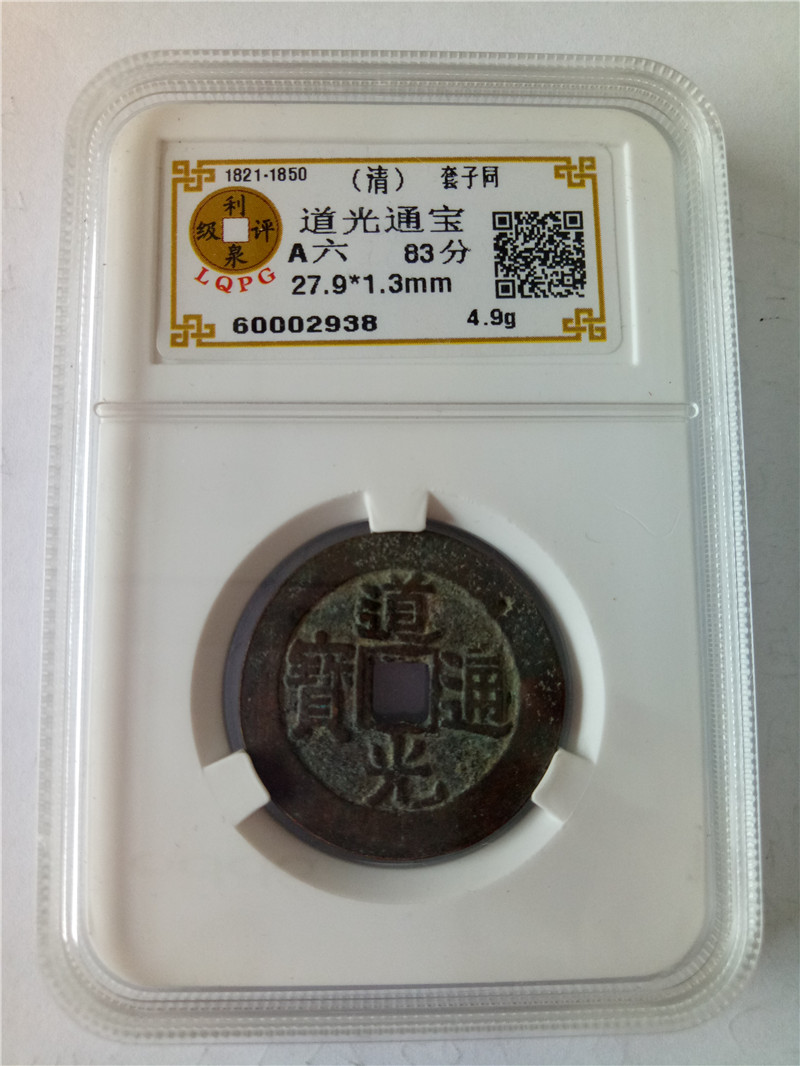 1821-1850 （清） 套子同
利
级 评
泉
LQPG
道光通宝
A六 83分
27.9*1.3mm
60002938 4.9g
道
寶 通
光